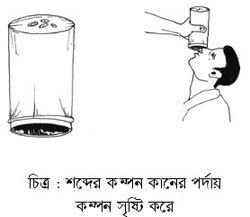 চিত্র : শব্দের কম্পন কানের পর্দায়
কম্পন সৃষ্টি করে